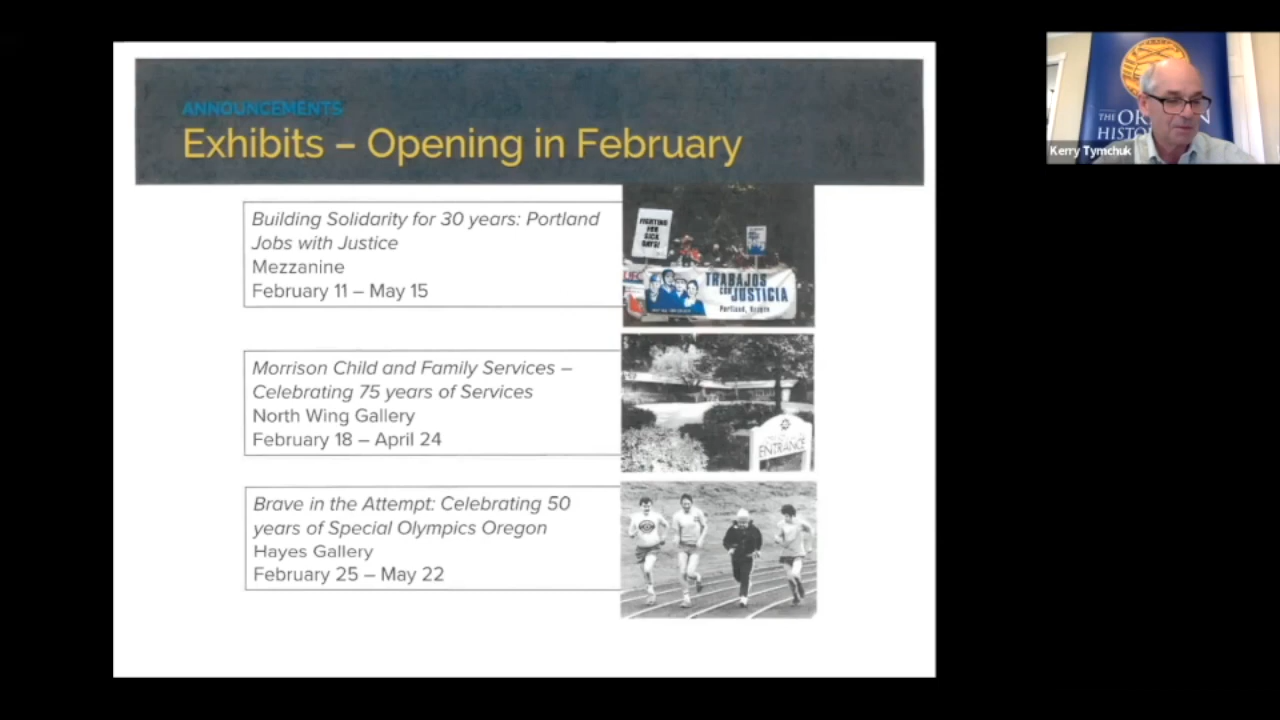 ANNOUNCEMENTS
Exhibits – Opening in February
Building Solidarity for 30 years: Portland
Jobs with Justice
Mezzanine
February 11 – May 15
FIGHTING
FOR
SICK
DAYS!
TRABAJOS
CON JUSTICIA
Portland, Oregon
Morrison Child and Family Services –
Celebrating 75 years of Services
North Wing Gallery
February 18 – April 24
ENTRANCE
Brave in the Attempt: Celebrating 50
years of Special Olympics Oregon
Hayes Gallery
February 25 – May 22
THE OR N
HISTO
Kerry Tymchuk